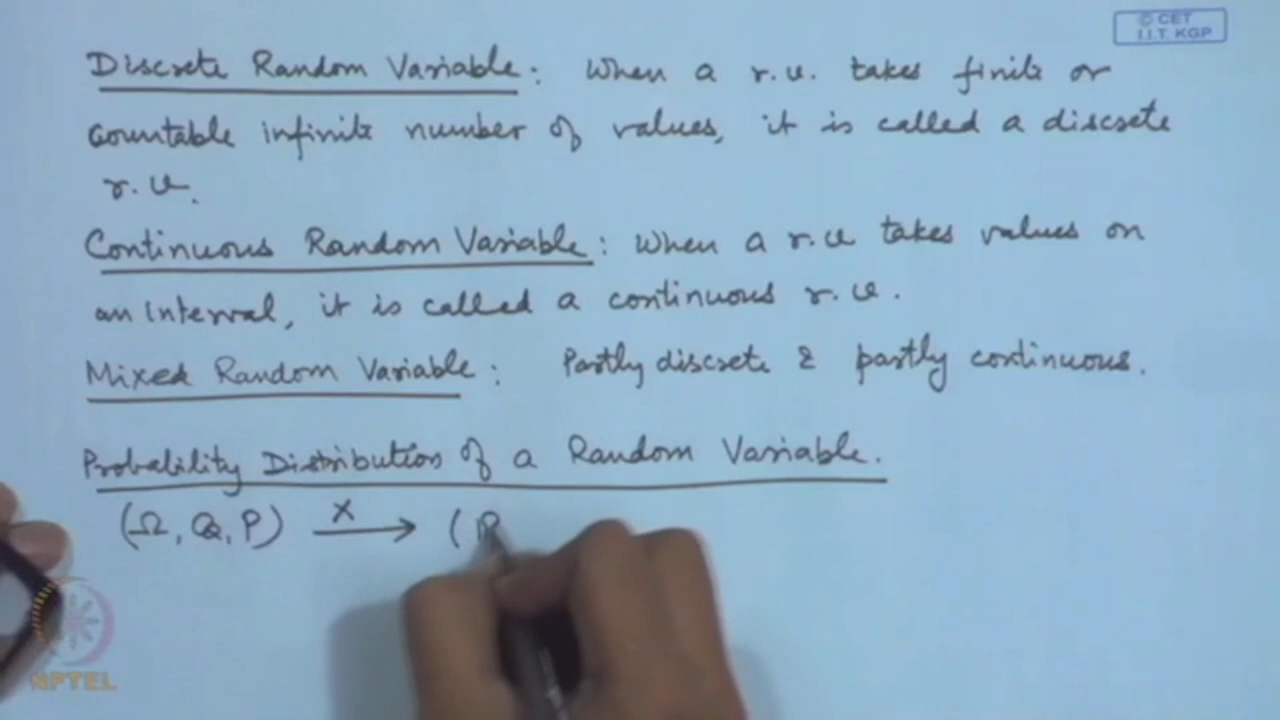 © CET
I.I.T. KGP
Discrete Random Variable: When a r.v. takes finite or
countable infinite number of values, it is called a discrete
r.v.
Continuous Random Variable: When a r.v takes values on
an interval, it is called a continuous r.v.
Mixed Random Variable: Partly discrete & partly continuous.
Probability Distribution of a Random Variable.
(Ω, Q, P) X → (R
NPTEL